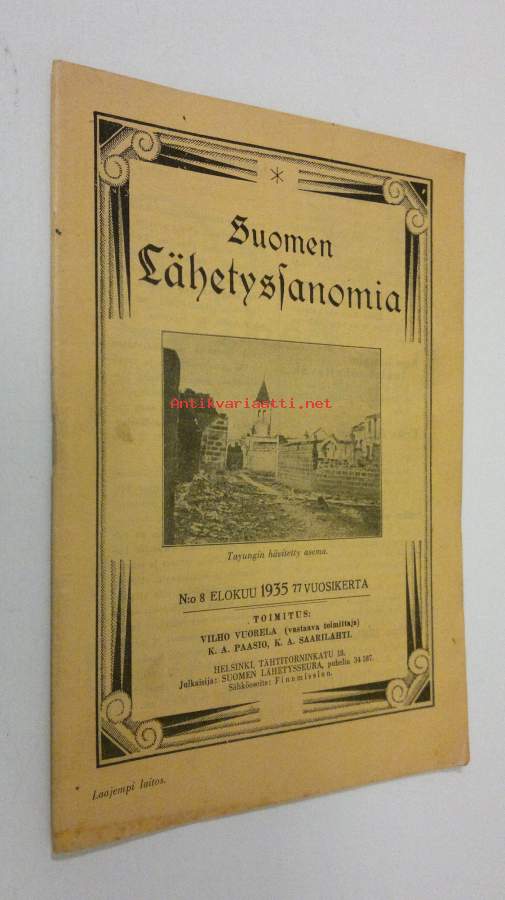 Suomen
Lähetysſanomia
Antikvariaatti.net
Tayungin hävitetty asema.
N:o 8 ELOKUU 1935 77 VUOSIKERTA
TOIMITUS:
VILHO VUORELA (vastaava toimittaja)
K. A. PAASIO, K. A. SAARILAHTI.
HELSINKI, TÄHTITORNINKATU 18.
Julkaisija: SUOMEN LÄHETYSSEURA, puhelin 34 587.
Sähköosoite: Finnmission.
Laajempi laitos.